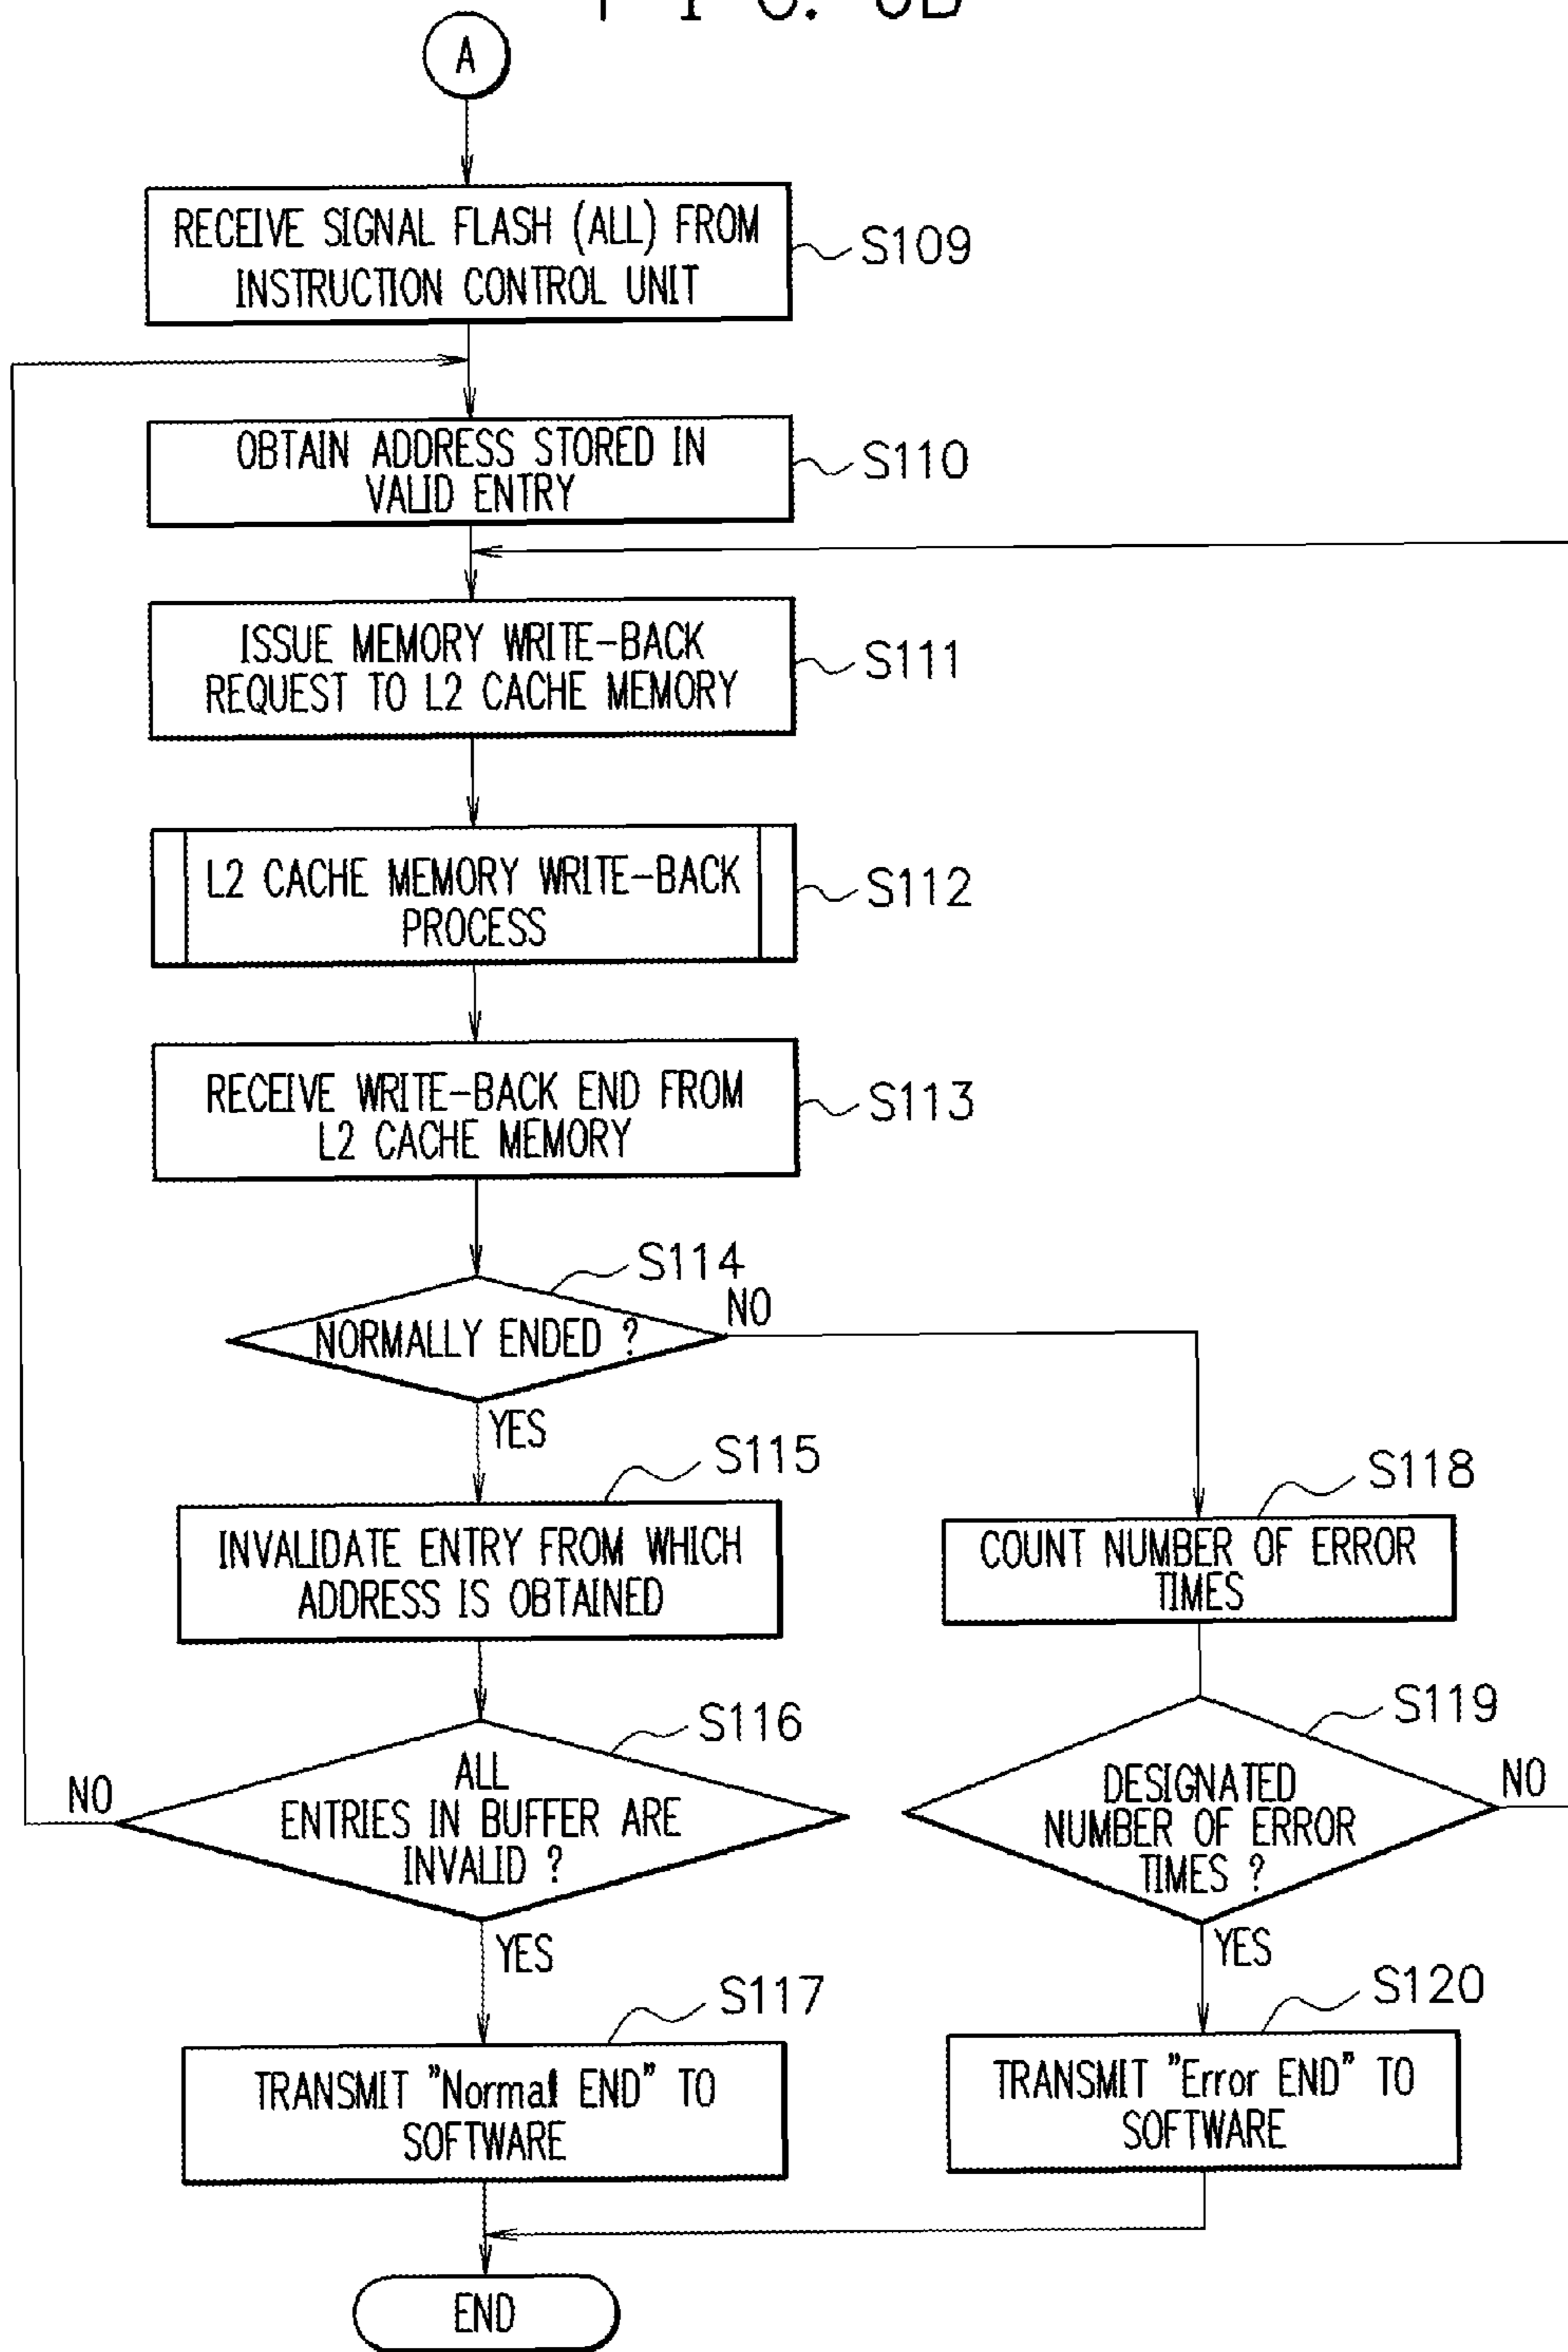 A
RECEIVE SIGNAL FLASH (ALL) FROM
INSTRUCTION CONTROL UNIT
S109
OBTAIN ADDRESS STORED IN
VALID ENTRY
S110
ISSUE MEMORY WRITE-BACK
REQUEST TO L2 CACHE MEMORY
S111
L2 CACHE MEMORY WRITE-BACK
PROCESS
S112
RECEIVE WRITE-BACK END FROM
L2 CACHE MEMORY
S113
S114
NORMALLY ENDED ?
NO
YES
S115
INVALIDATE ENTRY FROM WHICH
ADDRESS IS OBTAINED
S118
COUNT NUMBER OF ERROR
TIMES
S116
ALL
ENTRIES IN BUFFER ARE
INVALID ?
NO
YES
S119
DESIGNATED
NUMBER OF ERROR
TIMES ?
NO
YES
S117
TRANSMIT "Normal END" TO
SOFTWARE
S120
TRANSMIT "Error END" TO
SOFTWARE
END